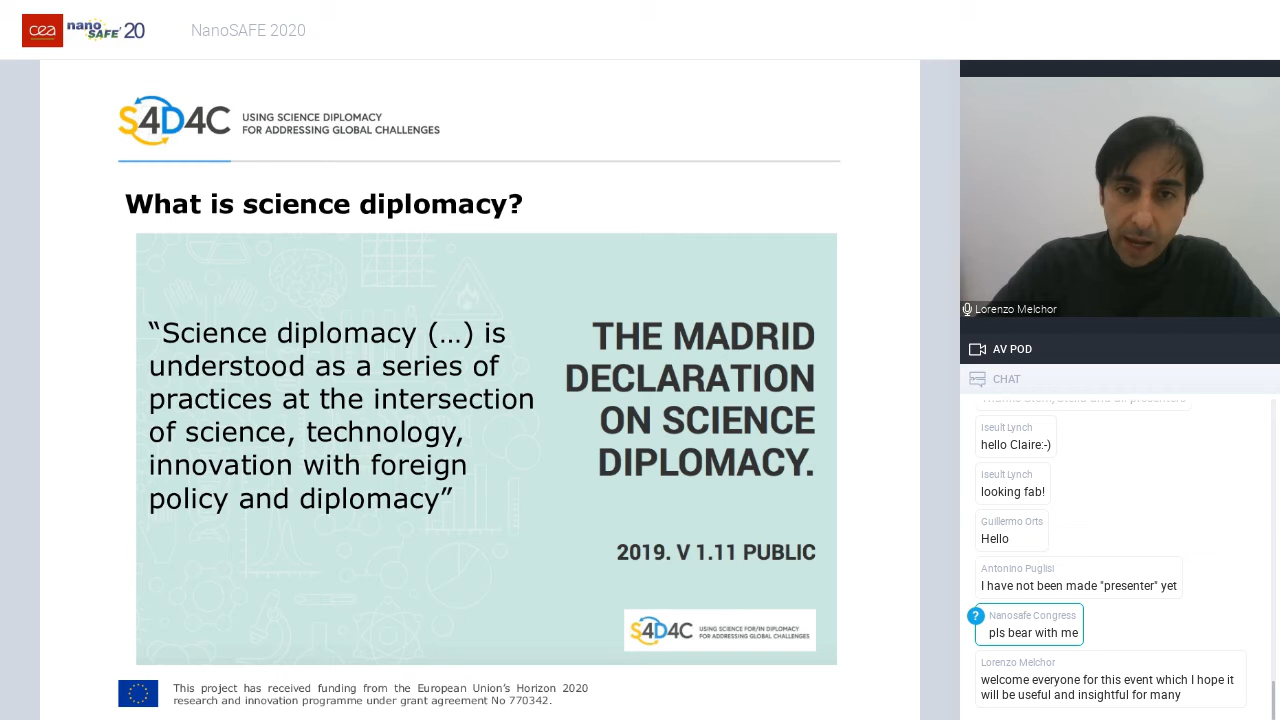 cea
nano
SAFE'20
NanoSAFE 2020
S4D4C
USING SCIENCE DIPLOMACY
FOR ADDRESSING GLOBAL CHALLENGES
What is science diplomacy?
“Science diplomacy (…) is
understood as a series of
practices at the intersection
of science, technology,
innovation with foreign
policy and diplomacy”
THE MADRID
DECLARATION
ON SCIENCE
DIPLOMACY.
2019. V 1.11 PUBLIC
S4D4C
USING SCIENCE FOR/IN DIPLOMACY
FOR ADDRESSING GLOBAL CHALLENGES
This project has received funding from the European Union’s Horizon 2020
research and innovation programme under grant agreement No 770342.
Lorenzo Melchor
AV POD
CHAT
Iseult Lynch
hello Claire:-)
Iseult Lynch
looking fab!
Guillermo Orts
Hello
Antonino Puglisi
I have not been made "presenter" yet
?
Nanosafe Congress
pls bear with me
Lorenzo Melchor
welcome everyone for this event which I hope it
will be useful and insightful for many